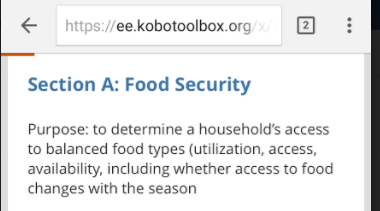 https://ee.kobotoolbox.org/x/
2
Section A: Food Security
Purpose: to determine a household's access
to balanced food types (utilization, access,
availability, including whether access to food
changes with the season